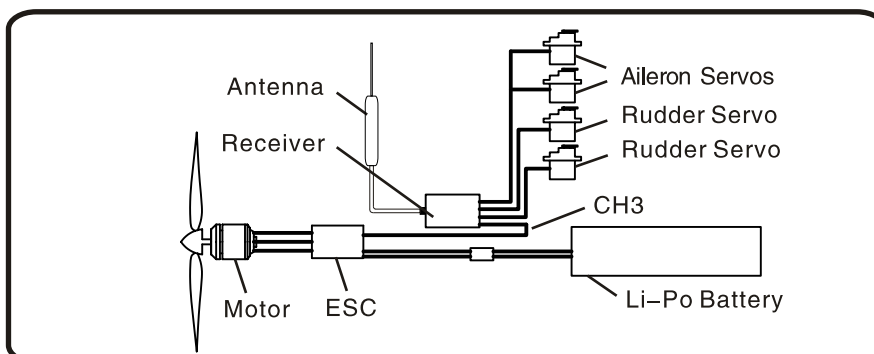 Antenna
Aileron Servos
Rudder Servo
Receiver
Rudder Servo
CH3
Motor
ESC
Li–Po Battery